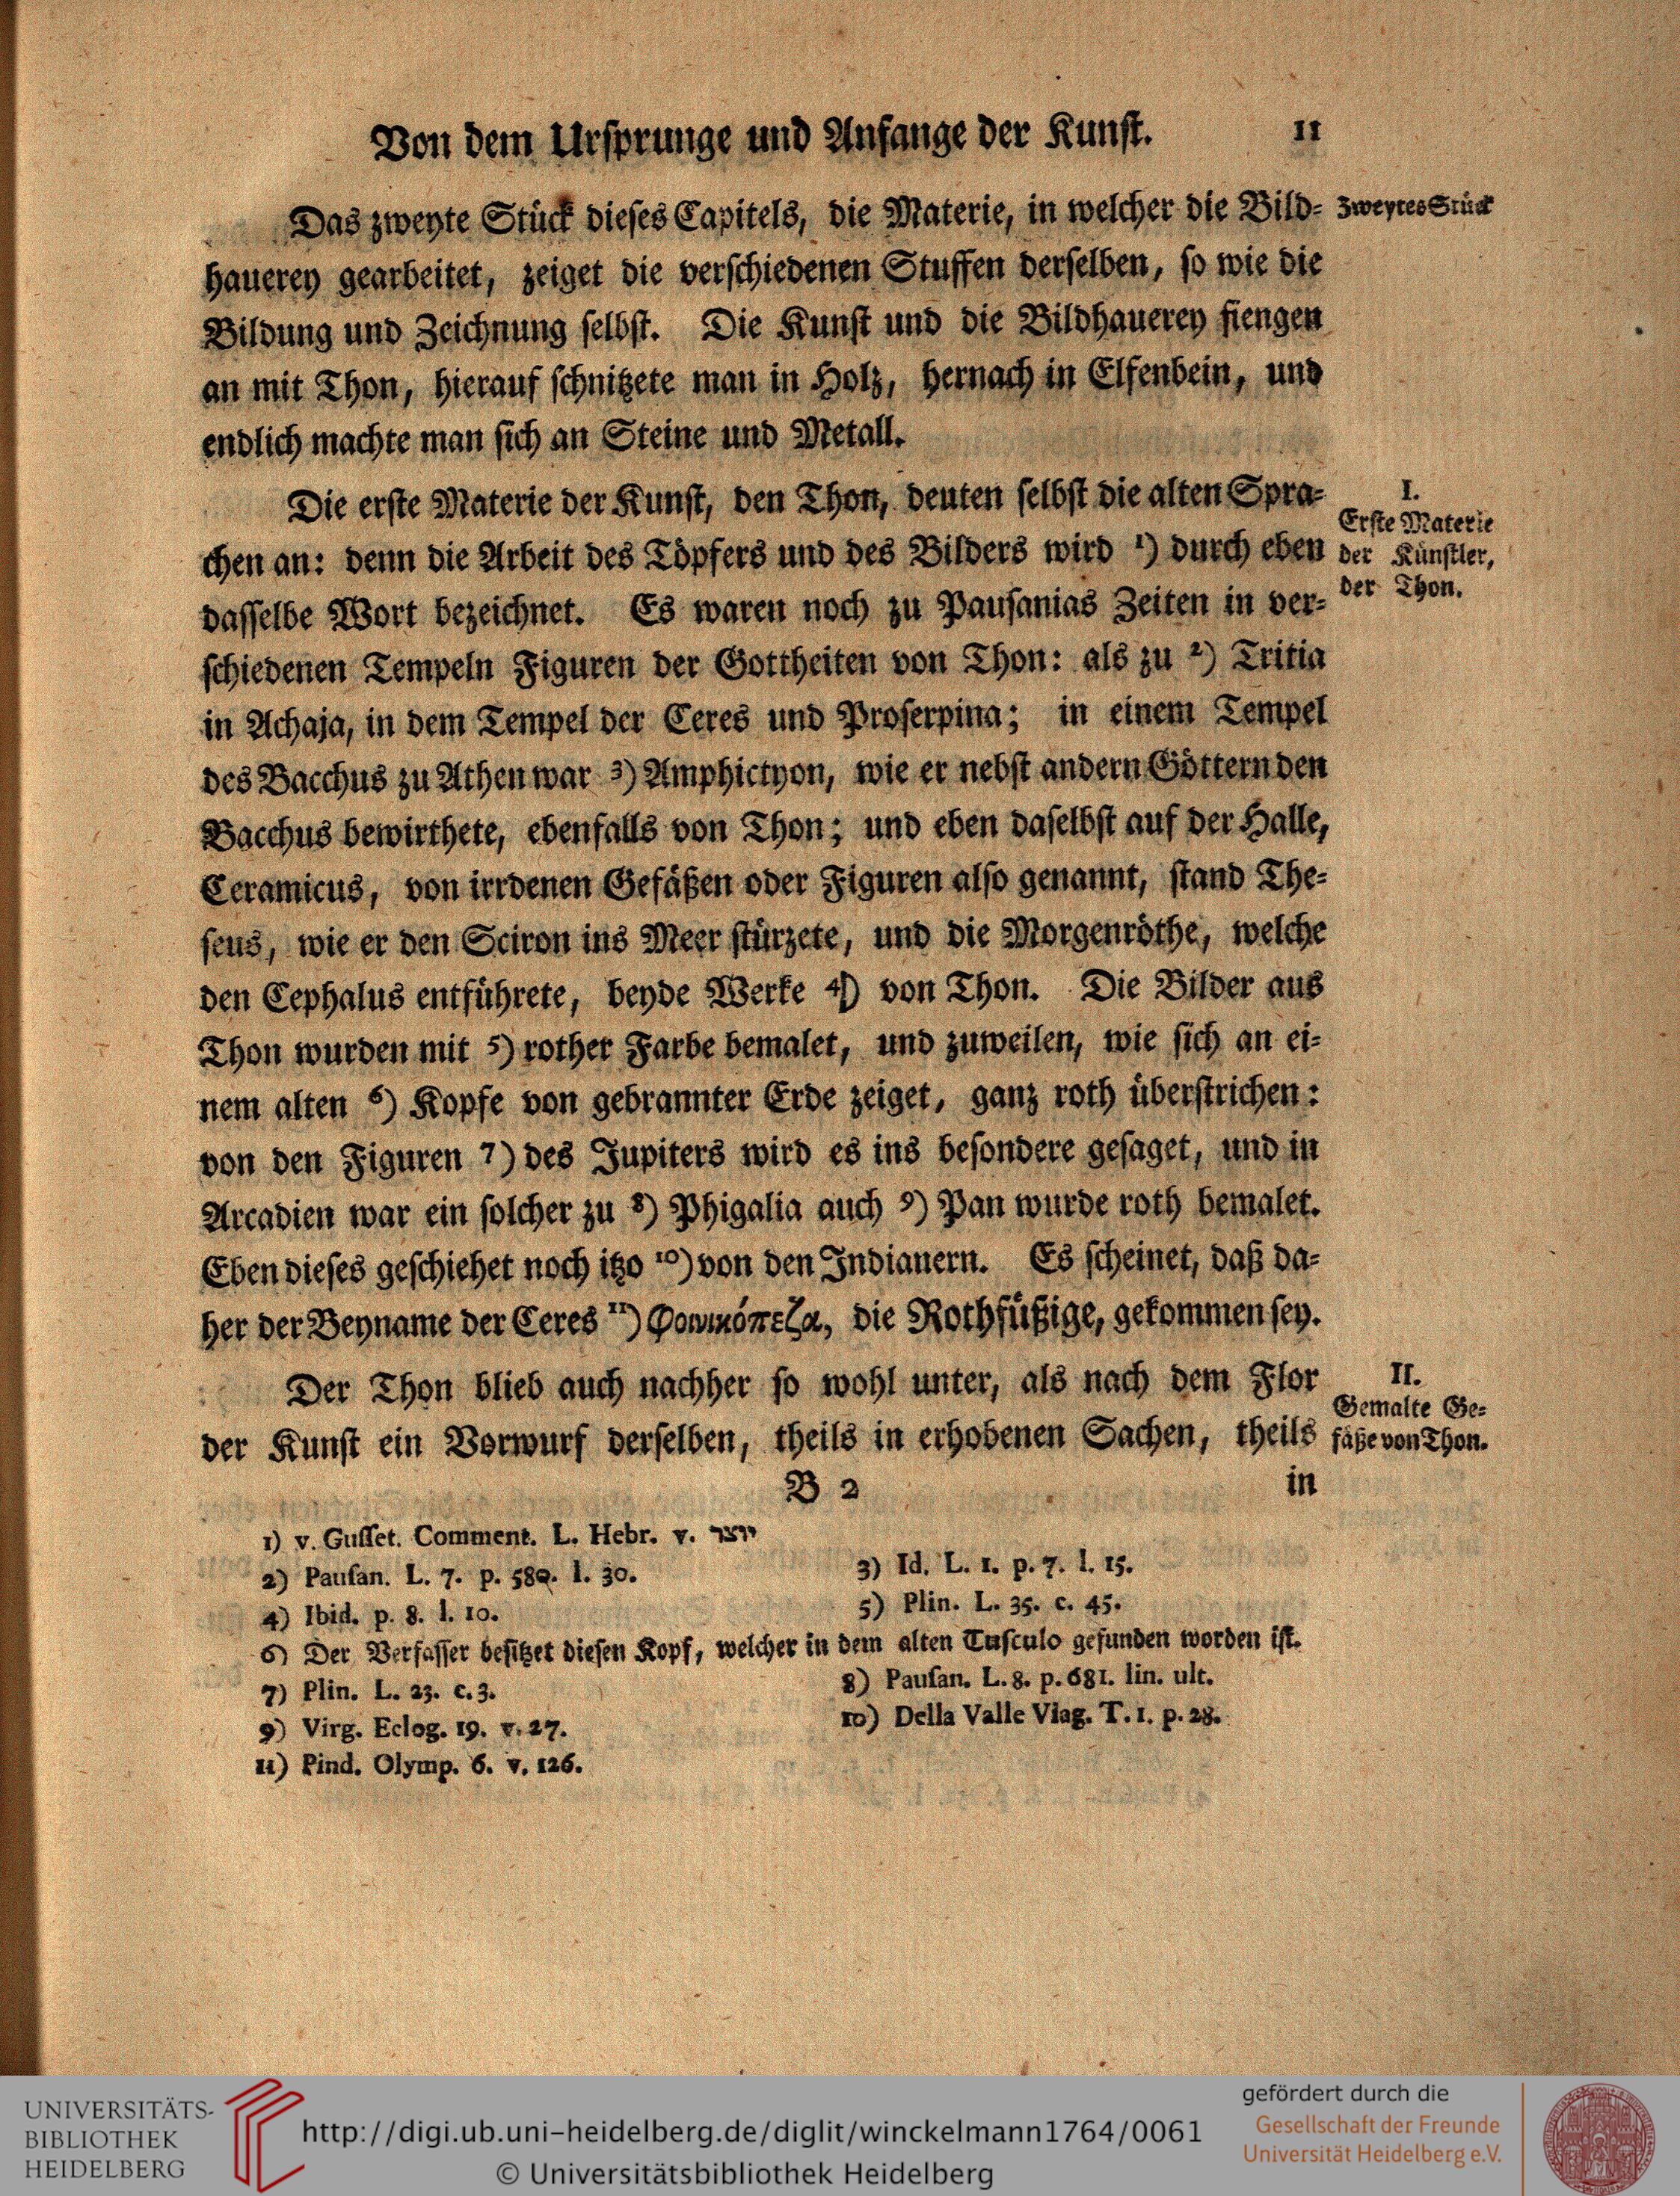 Von dem Ursprunge und Anfange der Kunst. 11
Das zweyte Stück dieses Capitels, die Materie, in welcher die Bild-
hauerey gearbeitet, zeiget die verschiedenen Stuffen derselben, so wie die
Bildung und Zeichnung selbst. Die Kunst und die Bildhauerey fiengen
an mit Thon, hierauf schnitzete man in Holz, hernach in Elfenbein, und
endlich machte man sich an Steine und Metall.
Zweytes Stück
Die erste Materie der Kunst, den Thon, deuten selbst die alten Spra-
chen an: denn die Arbeit des Töpfers und des Bilders wird 1) durch eben
dasselbe Wort bezeichnet. Es waren noch zu Pausanias Zeiten in ver-
schiedenen Tempeln Figuren der Gottheiten von Thon: als zu 2) Tritia
in Achaja, in dem Tempel der Ceres und Proserpina; in einem Tempel
des Bacchus zu Athen war 3) Amphictyon, wie er nebst andern Göttern den
Bacchus bewirthete, ebenfalls von Thon; und eben daselbst auf der Halle,
Ceramicus, von irrdenen Gefäßen oder Figuren also genannt, stand The-
seus, wie er den Sciron ins Meer stürzete, und die Morgenröthe, welche
den Cephalus entführete, beyde Werke 4) von Thon. Die Bilder aus
Thon wurden mit 5) rother Farbe bemalet, und zuweilen, wie sich an ei-
nem alten 6) Kopfe von gebrannter Erde zeiget, ganz roth überstrichen:
von den Figuren 7) des Jupiters wird es ins besondere gesaget, und in
Arcadien war ein solcher zu 8) Phigalia auch 9) Pan wurde roth bemalet.
Eben dieses geschiehet noch itzo 10) von den Indianern. Es scheinet, daß da-
her der Beyname der Ceres 11) Φοινικόπεζα, die Rothfüßige, gekommen sey.
I.
Erste Materie
der Künstler,
der Thon.
Der Thon blieb auch nachher so wohl unter, als nach dem Flor
der Kunst ein Vorwurf derselben, theils in erhobenen Sachen, theils
II.
Gemalte Ge-
fäße von Thon.
B 2 in
1) v. Gusset. Comment. L. Hebr. v. יצר
2) Pausan. L. 7. p. 580. l. 30.
3) Id. L. 1. p. 7. l. 15.
4) Ibid. p. 8. l. 10.
5) Plin. L. 35. c. 45.
6) Der Verfasser besitzet diesen Kopf, welcher in dem alten Tusculo gefunden worden ist.
7) Plin. L. 23. c. 3.
8) Pausan. L. 8. p. 681. lin. ult.
9) Virg. Eclog. 19. v. 27.
10) Della Valle Viag. T. 1. p. 28.
11) Pind. Olymp. 6. v. 126.
UNIVERSITÄTS-
BIBLIOTHEK
HEIDELBERG
http://digi.ub.uni-heidelberg.de/diglit/winckelmann1764/0061
© Universitätsbibliothek Heidelberg
gefördert durch die
Gesellschaft der Freunde
Universität Heidelberg e.V.